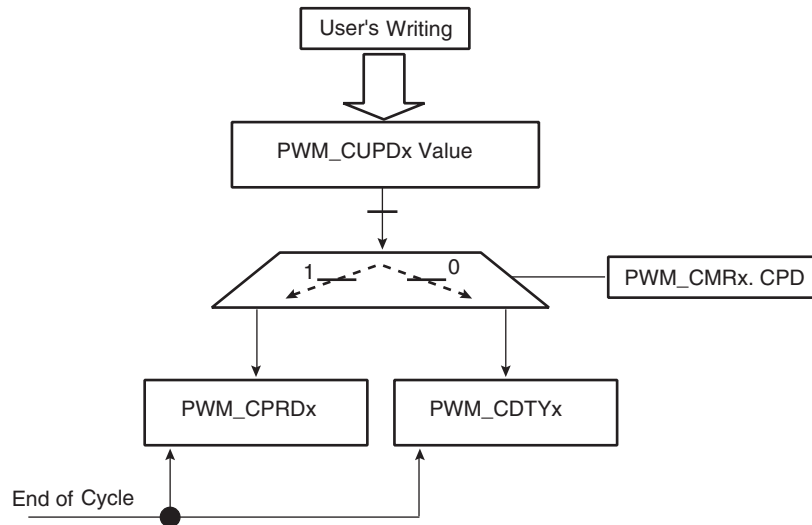 User's Writing
PWM_CUPDx Value
1
0
PWM_CMRx. CPD
PWM_CPRDx
PWM_CDTYx
End of Cycle